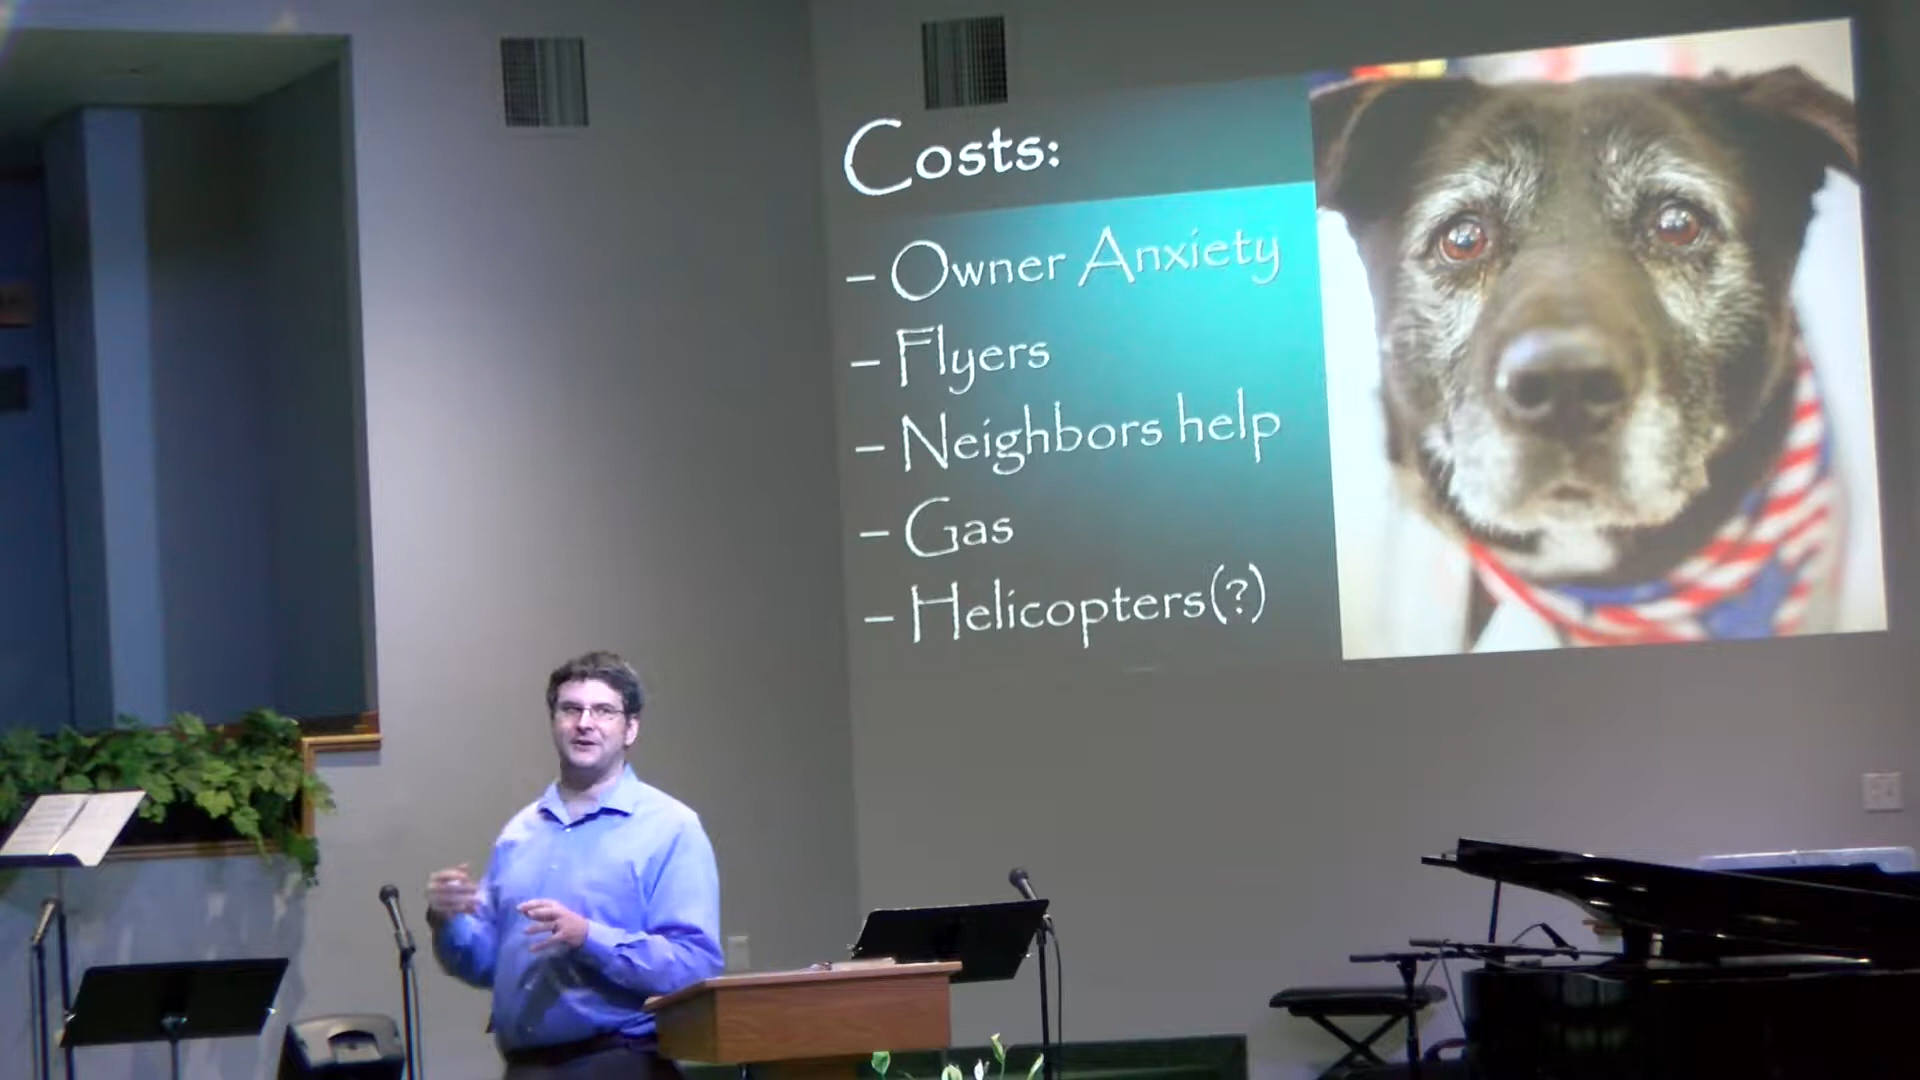 Costs:
– Owner Anxiety
– Flyers
– Neighbors help
– Gas
– Helicopters(?)